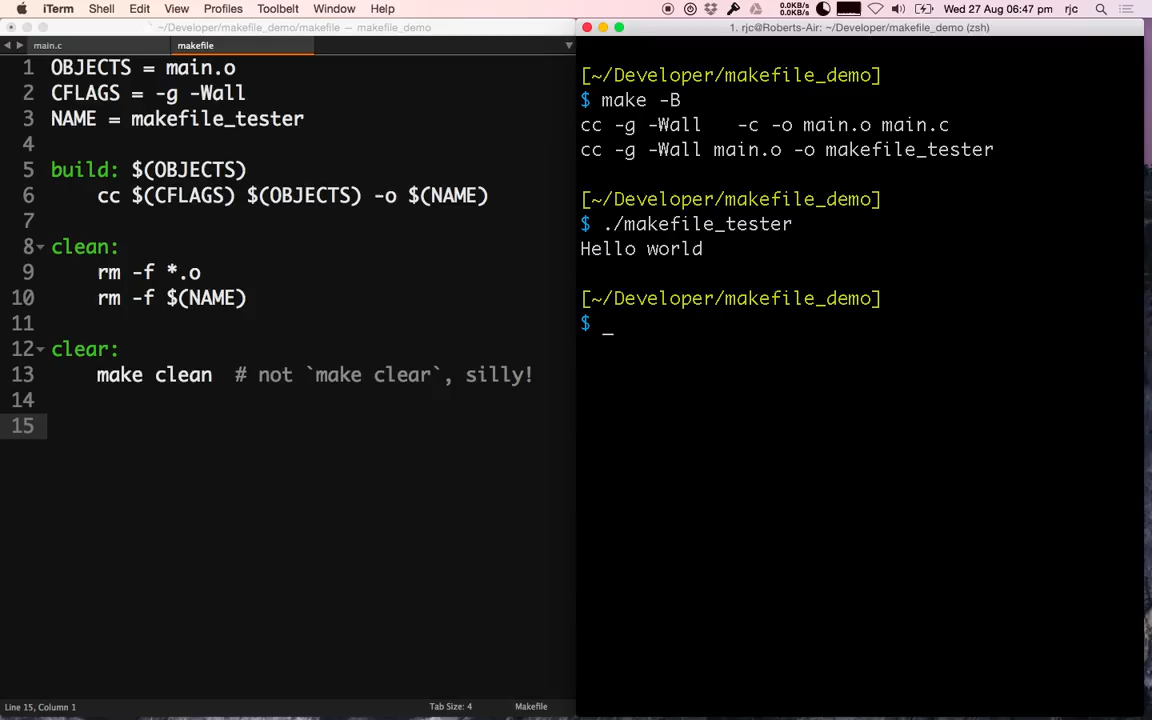 iTerm Shell Edit View Profiles Toolbelt Window Help
0.0KB/s
0.0KB/s
Wed 27 Aug 06:47 pm rjc
~/Developer/makefile_demo/makefile — makefile_demo
main.c makefile
1 OBJECTS = main.o
2 CFLAGS = -g -Wall
3 NAME = makefile_tester
4
5 build: $(OBJECTS)
6 cc $(CFLAGS) $(OBJECTS) -o $(NAME)
7
8 clean:
9 rm -f *.o
10 rm -f $(NAME)
11
12 clear:
13 make clean # not `make clear`, silly!
14
15
Line 15, Column 1 Tab Size: 4 Makefile
1. rjc@Roberts-Air: ~/Developer/makefile_demo (zsh)
[~/Developer/makefile_demo]
$ make -B
cc -g -Wall   -c -o main.o main.c
cc -g -Wall main.o -o makefile_tester
[~/Developer/makefile_demo]
$ ./makefile_tester
Hello world
[~/Developer/makefile_demo]
$ _